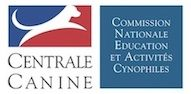 CENTRALE
CANINE
COMMISSION
NATIONALE
EDUCATION
ET ACTIVITÉS
CYNOPHILES